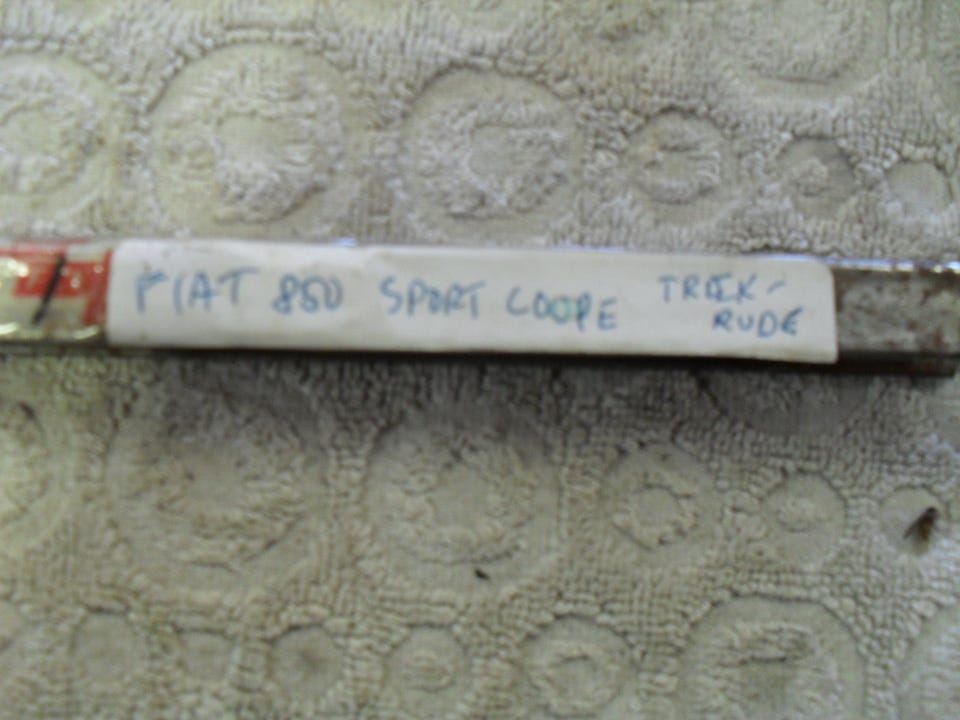 FIAT 850 SPORT COUPE TRÆK-
RUDE